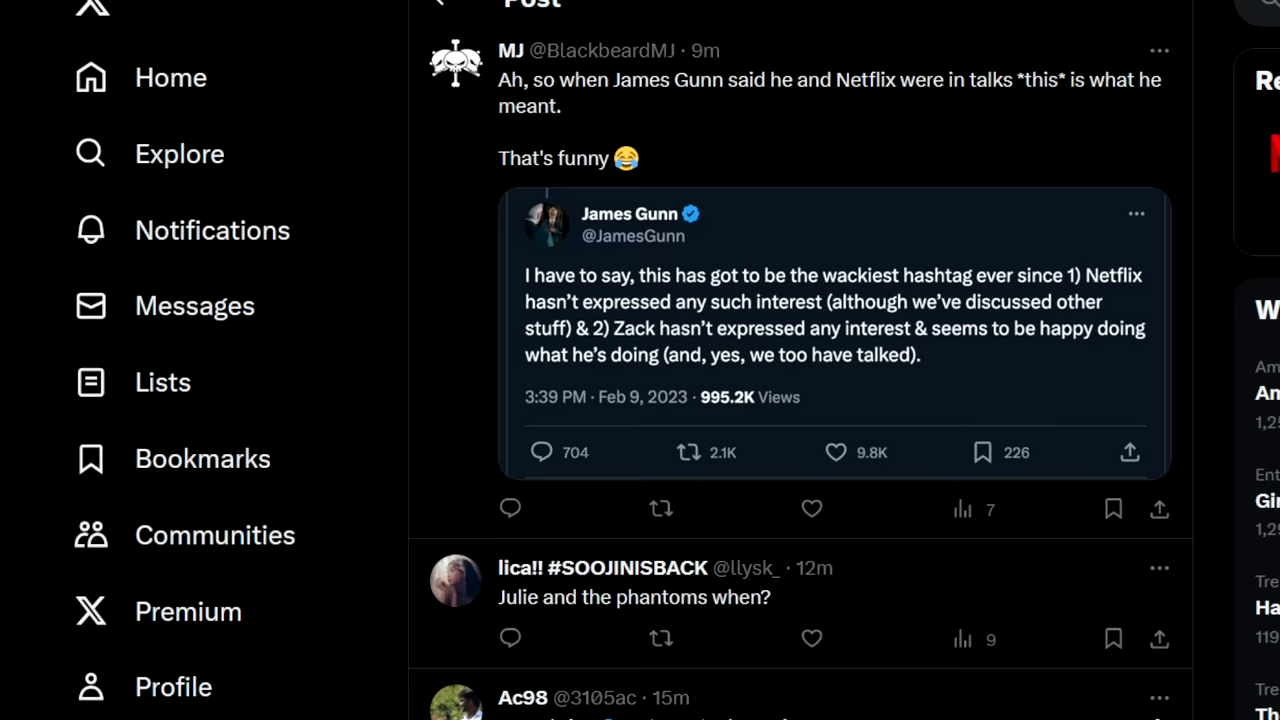 Post
Home
Explore
Notifications
Messages
Lists
Bookmarks
Communities
Premium
Profile
MJ @BlackbeardMJ · 9m
Ah, so when James Gunn said he and Netflix were in talks *this* is what he
meant.
That's funny 😂
James Gunn
@JamesGunn
I have to say, this has got to be the wackiest hashtag ever since 1) Netflix
hasn't expressed any such interest (although we've discussed other
stuff) & 2) Zack hasn't expressed any interest & seems to be happy doing
what he's doing (and, yes, we too have talked).
3:39 PM · Feb 9, 2023 · 995.2K Views
704 2.1K 9.8K 226
7
lica!! #SOOJINISBACK @llysk_ · 12m
Julie and the phantoms when?
9
Ac98 @3105ac · 15m